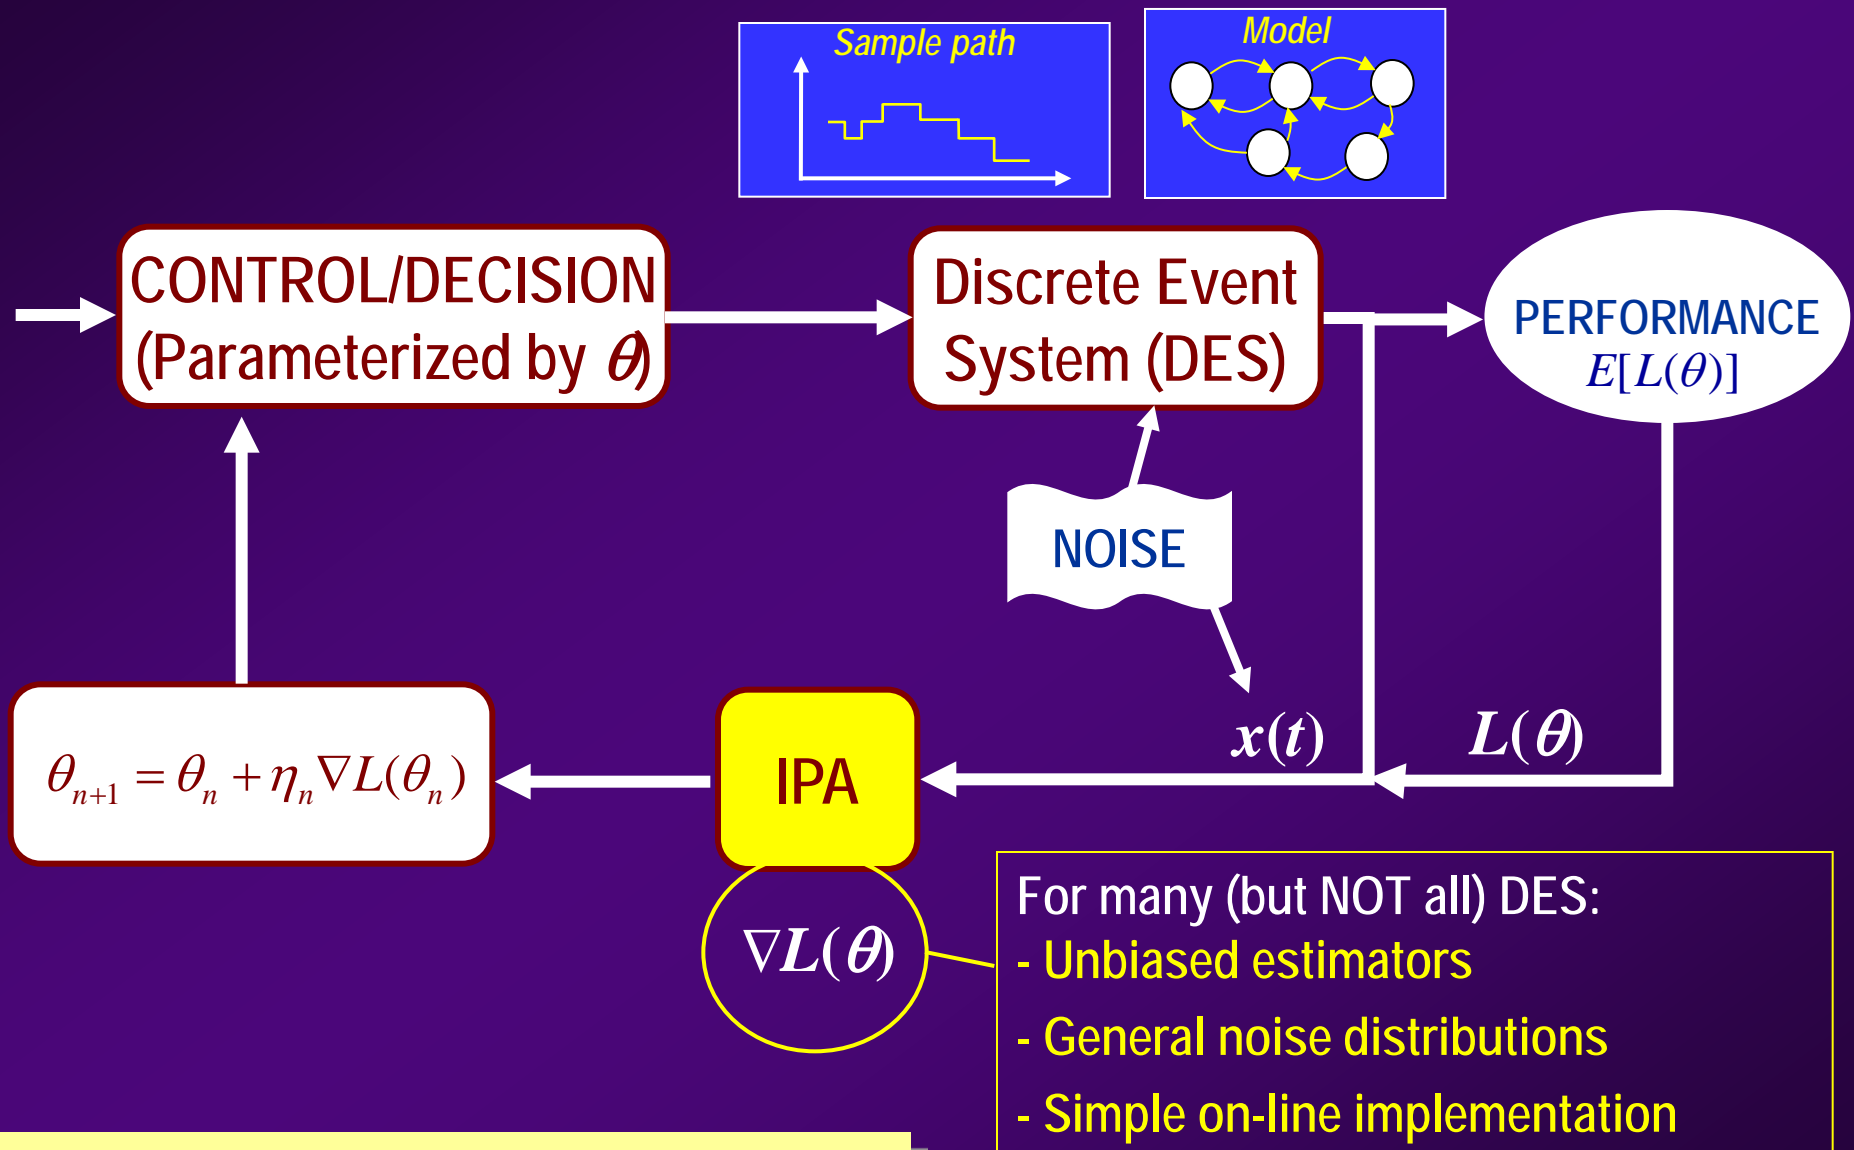 Sample path
Model
CONTROL/DECISION
(Parameterized by θ)
Discrete Event
System (DES)
PERFORMANCE
E[L(θ)]
NOISE
x(t)
L(θ)
θₙ₊₁ = θₙ + ηₙ∇L(θₙ)
IPA
∇L(θ)
For many (but NOT all) DES:
- Unbiased estimators
- General noise distributions
- Simple on-line implementation